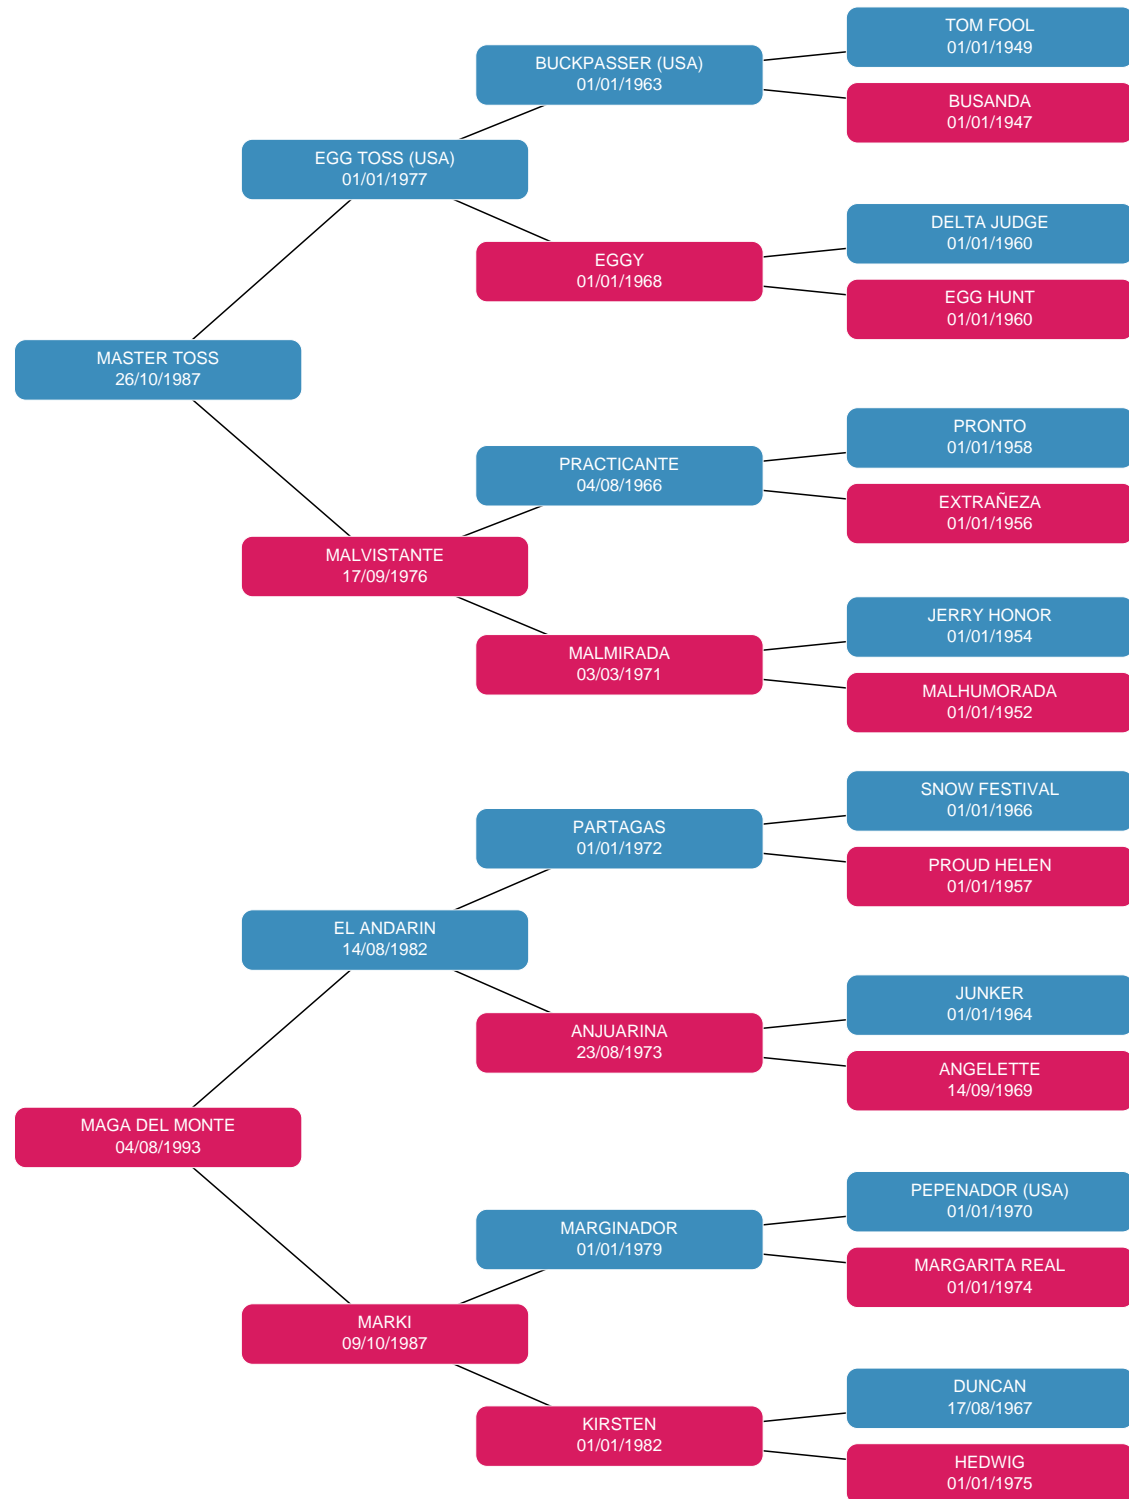 TOM FOOL
01/01/1949
BUCKPASSER (USA)
01/01/1963
BUSANDA
01/01/1947
EGG TOSS (USA)
01/01/1977
DELTA JUDGE
01/01/1960
EGGY
01/01/1968
EGG HUNT
01/01/1960
MASTER TOSS
26/10/1987
PRONTO
01/01/1958
PRACTICANTE
04/08/1966
EXTRAÑEZA
01/01/1956
MALVISTANTE
17/09/1976
JERRY HONOR
01/01/1954
MALMIRADA
03/03/1971
MALHUMORADA
01/01/1952
SNOW FESTIVAL
01/01/1966
PARTAGAS
01/01/1972
PROUD HELEN
01/01/1957
EL ANDARIN
14/08/1982
JUNKER
01/01/1964
ANJUARINA
23/08/1973
ANGELETTE
14/09/1969
MAGA DEL MONTE
04/08/1993
PEPENADOR (USA)
01/01/1970
MARGINADOR
01/01/1979
MARGARITA REAL
01/01/1974
MARKI
09/10/1987
DUNCAN
17/08/1967
KIRSTEN
01/01/1982
HEDWIG
01/01/1975